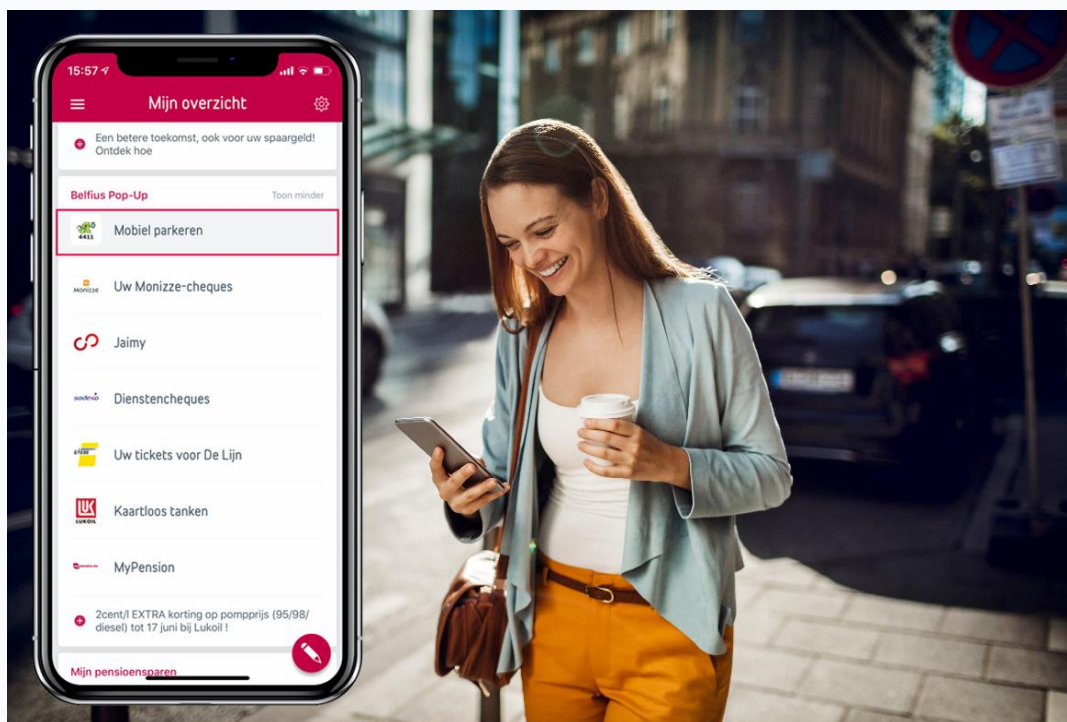 15:57
Mijn overzicht
Een betere toekomst, ook voor uw spaargeld!
Ontdek hoe
Belfius Pop-Up
Toon minder
4411
Mobiel parkeren
Monizze
Uw Monizze-cheques
Jaimy
sodexo
Dienstencheques
Uw tickets voor De Lijn
LUK
LUKOIL
Kaartloos tanken
MyPension
2cent/l EXTRA korting op pompprijs (95/98/
diesel) tot 17 juni bij Lukoil !
Mijn pensioensparen